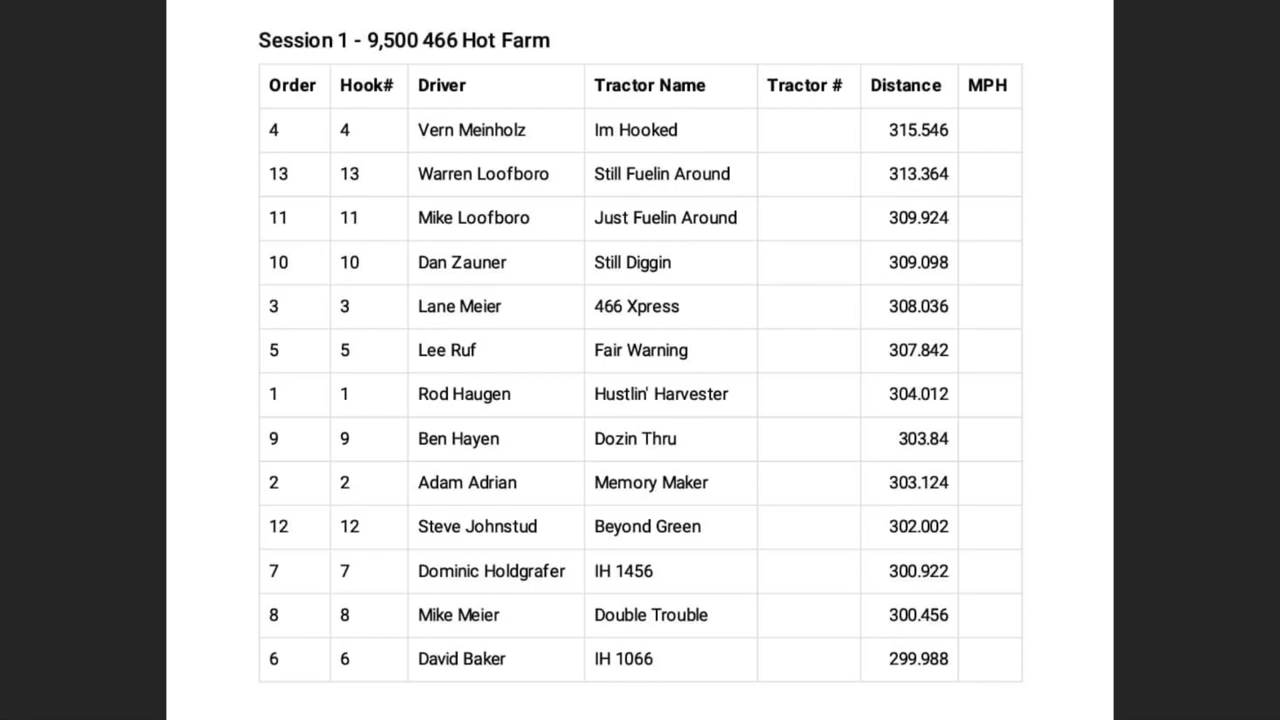 Session 1 - 9,500 466 Hot Farm
Order Hook# Driver Tractor Name Tractor # Distance MPH
4 4 Vern Meinholz Im Hooked 315.546
13 13 Warren Loofboro Still Fuelin Around 313.364
11 11 Mike Loofboro Just Fuelin Around 309.924
10 10 Dan Zauner Still Diggin 309.098
3 3 Lane Meier 466 Xpress 308.036
5 5 Lee Ruf Fair Warning 307.842
1 1 Rod Haugen Hustlin' Harvester 304.012
9 9 Ben Hayen Dozin Thru 303.84
2 2 Adam Adrian Memory Maker 303.124
12 12 Steve Johnstud Beyond Green 302.002
7 7 Dominic Holdgrafer IH 1456 300.922
8 8 Mike Meier Double Trouble 300.456
6 6 David Baker IH 1066 299.988